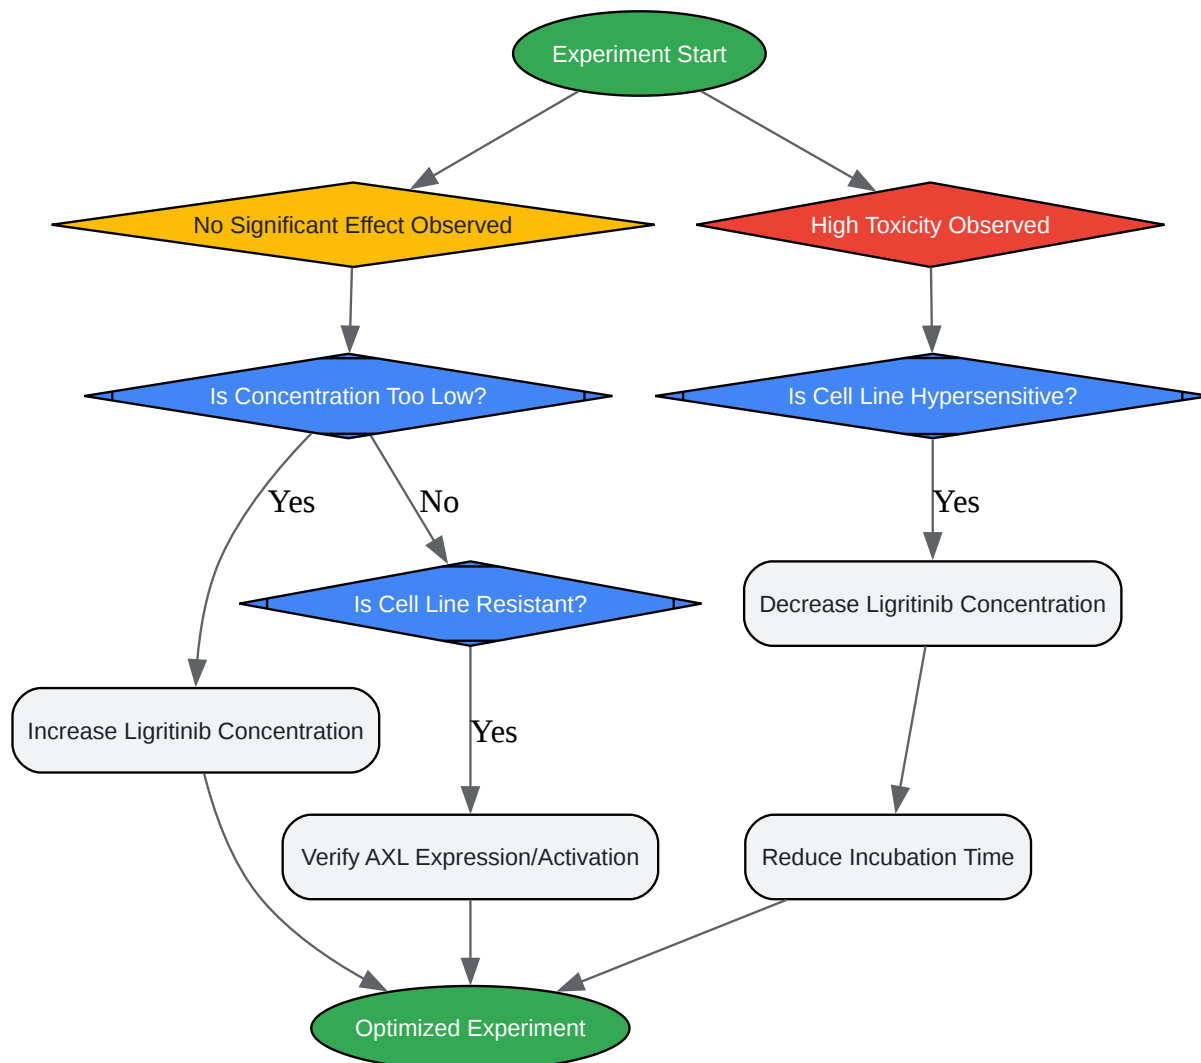 Experiment Start
No Significant Effect Observed
High Toxicity Observed
Is Concentration Too Low?
Is Cell Line Hypersensitive?
Yes
No
Yes
Is Cell Line Resistant?
Decrease Ligritinib Concentration
Increase Ligritinib Concentration
Yes
Verify AXL Expression/Activation
Reduce Incubation Time
Optimized Experiment